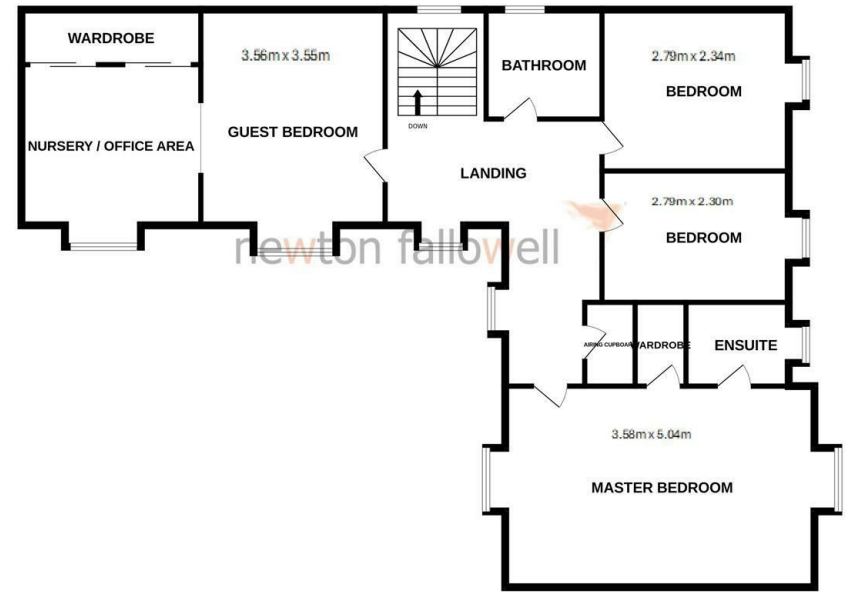 WARDROBE
3.56m x 3.55m
BATHROOM
2.79m x 2.34m
BEDROOM
DOWN
GUEST BEDROOM
NURSERY / OFFICE AREA
LANDING
2.79m x 2.30m
BEDROOM
newton fallowell
AIRING CUPBOARD
WARDROBE
ENSUITE
3.58m x 5.04m
MASTER BEDROOM